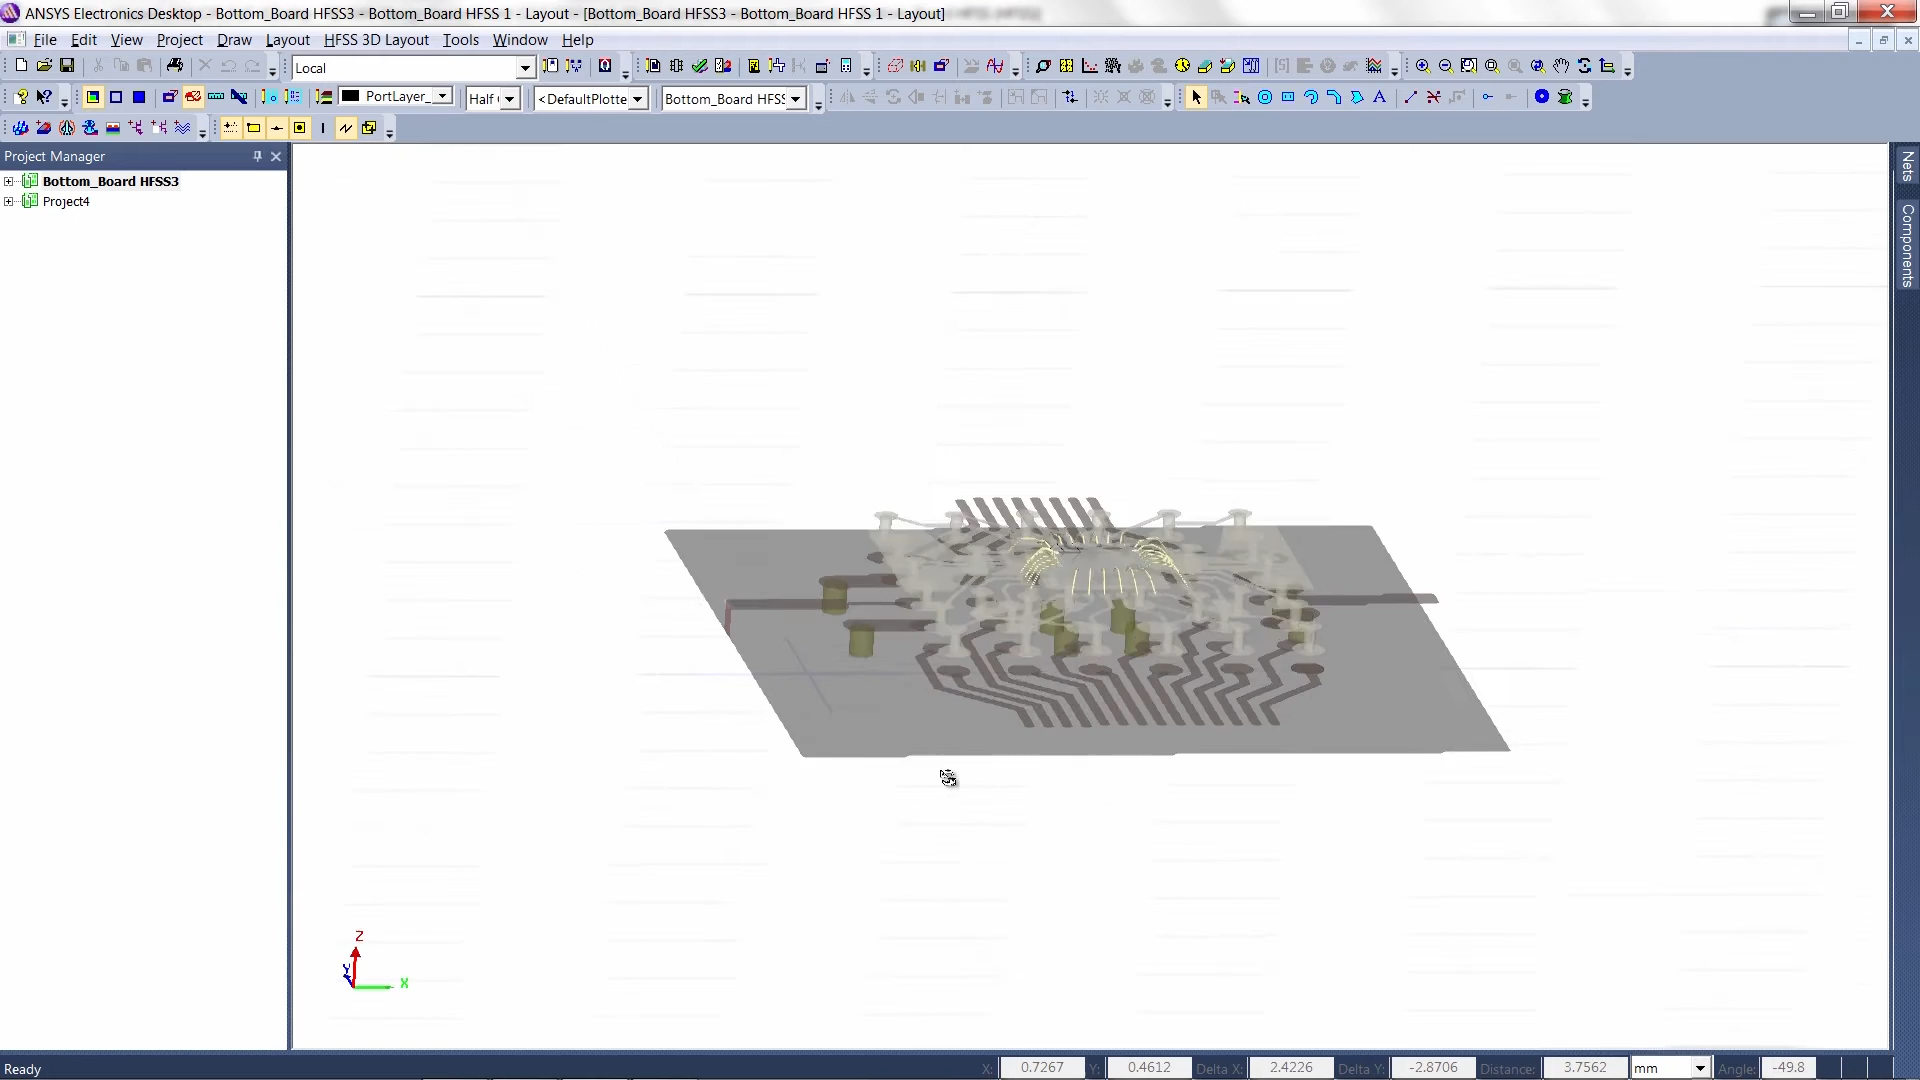 ANSYS Electronics Desktop - Bottom_Board HFSS3 - Bottom_Board HFSS 1 - Layout - [Bottom_Board HFSS3 - Bottom_Board HFSS 1 - Layout]
File Edit View Project Draw Layout HFSS 3D Layout Tools Window Help
Local
PortLayer_ Half <DefaultPlotte Bottom_Board HFSS
Project Manager
Bottom_Board HFSS3
Project4
Nets
Components
Z
Y
X
Ready X: 0.7267 Y: 0.4612 Delta X: 2.4226 Delta Y: -2.8706 Distance: 3.7562 mm Angle: -49.8